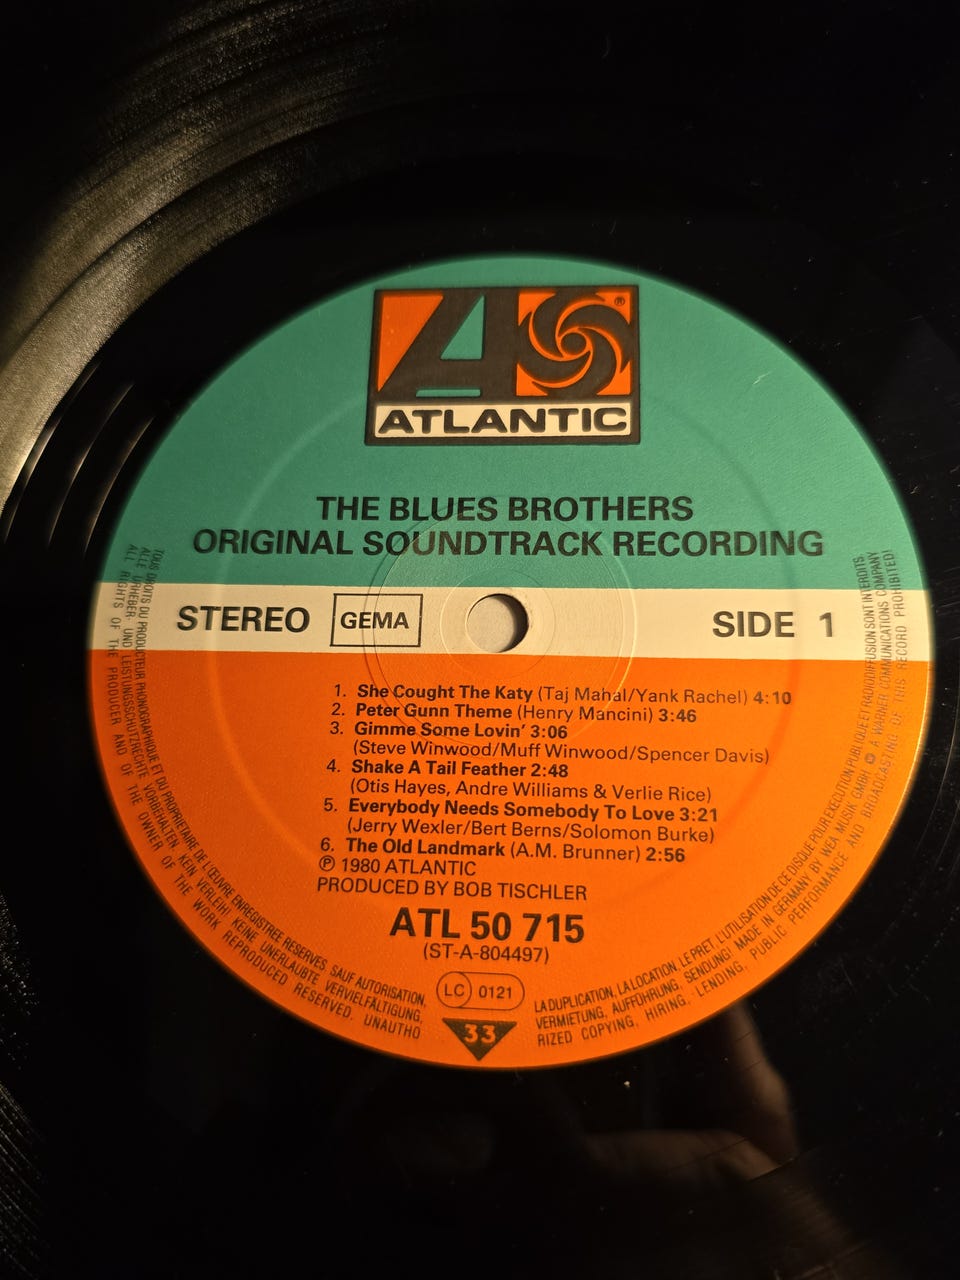 ATLANTIC
®
THE BLUES BROTHERS
ORIGINAL SOUNDTRACK RECORDING
STEREO GEMA SIDE 1
1. She Cought The Katy (Taj Mahal/Yank Rachel) 4:10
2. Peter Gunn Theme (Henry Mancini) 3:46
3. Gimme Some Lovin' 3:06
(Steve Winwood/Muff Winwood/Spencer Davis)
4. Shake A Tail Feather 2:48
(Otis Hayes, Andre Williams & Verlie Rice)
5. Everybody Needs Somebody To Love 3:21
(Jerry Wexler/Bert Berns/Solomon Burke)
6. The Old Landmark (A.M. Brunner) 2:56
℗ 1980 ATLANTIC
PRODUCED BY BOB TISCHLER
ATL 50 715
(ST-A-804497)
LC 0121
33
TOUS DROITS DU PRODUCTEUR PHONOGRAPHIQUE ET DU PROPRIETAIRE DE L'ŒUVRE ENREGISTREE RESERVES. SAUF AUTORISATION,
ALLE URHEBER- UND LEISTUNGSSCHUTZRECHTE VORBEHALTEN. KEIN VERLEIH! KEINE UNERLAUBTE VERVIELFÄLTIGUNG,
ALL RIGHTS OF THE PRODUCER AND OF THE OWNER OF THE WORK REPRODUCED RESERVED. UNAUTHO
LA DUPLICATION, LA LOCATION, LE PRET, L'UTILISATION DE CE DISQUE POUR EXECUTION PUBLIQUE ET RADIODIFFUSION SONT INTERDITS.
VERMIETUNG, AUFFÜHRUNG, SENDUNG! MADE IN GERMANY BY WEA MUSIK GMBH A WARNER COMMUNICATIONS COMPANY
RIZED COPYING, HIRING, LENDING, PUBLIC PERFORMANCE AND BROADCASTING OF THIS RECORD PROHIBITED!